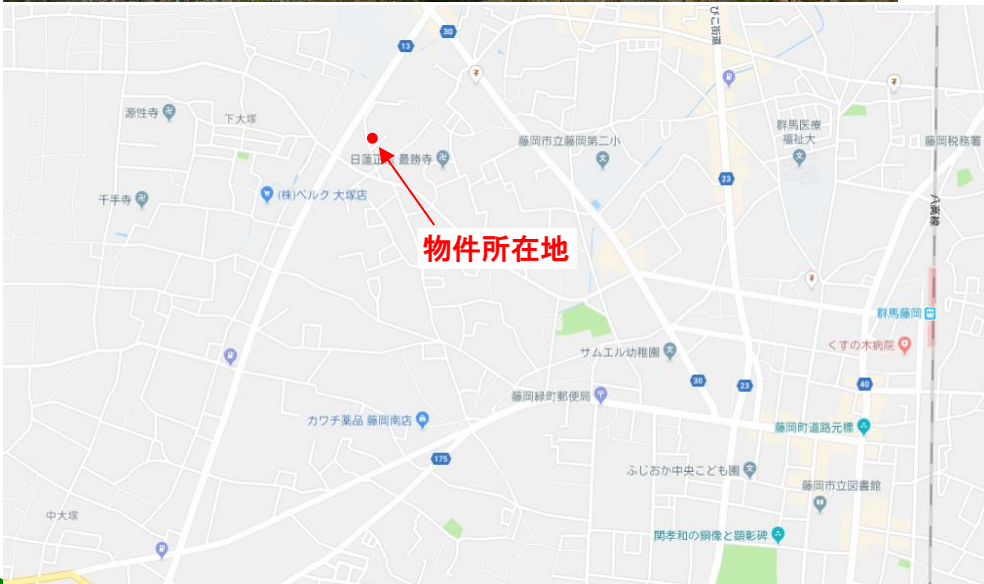 びこ街道
30
13
源性寺
下大塚
日蓮正宗 最勝寺
藤岡市立藤岡第二小
群馬医療
福祉大
藤岡税務署
千手寺
(株)ベルク 大塚店
23
八高線
物件所在地
群馬藤岡
サムエル幼稚園
くすの木病院
藤岡緑町郵便局
30
23
40
カワチ薬品 藤岡南店
藤岡町道路元標
175
ふじおか中央こども園
藤岡市立図書館
中大塚
関孝和の銅像と顕彰碑